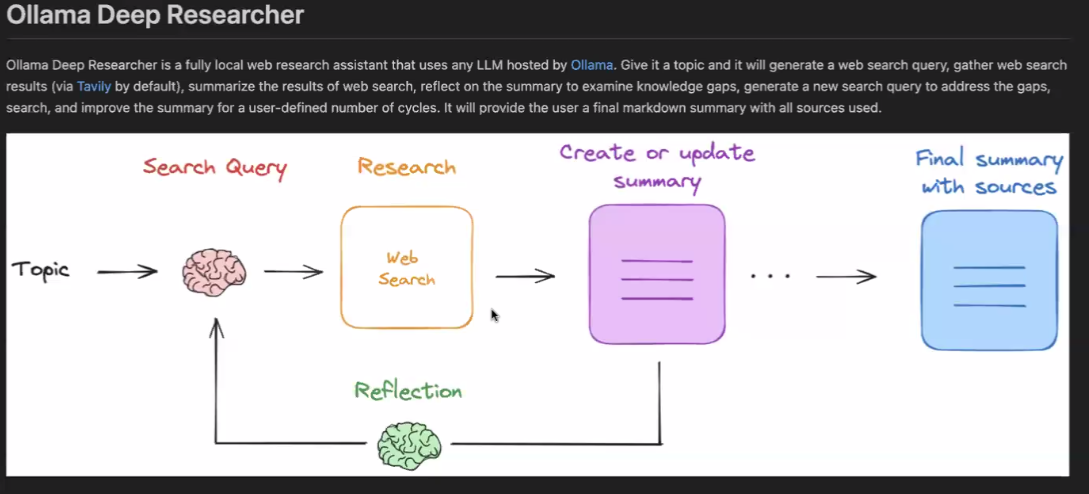 Ollama Deep Researcher
Ollama Deep Researcher is a fully local web research assistant that uses any LLM hosted by Ollama. Give it a topic and it will generate a web search query, gather web search
results (via Tavily by default), summarize the results of web search, reflect on the summary to examine knowledge gaps, generate a new search query to address the gaps,
search, and improve the summary for a user-defined number of cycles. It will provide the user a final markdown summary with all sources used.
Search Query
Research
Create or update
summary
Final summary
with sources
Topic
Web
Search
...
Reflection